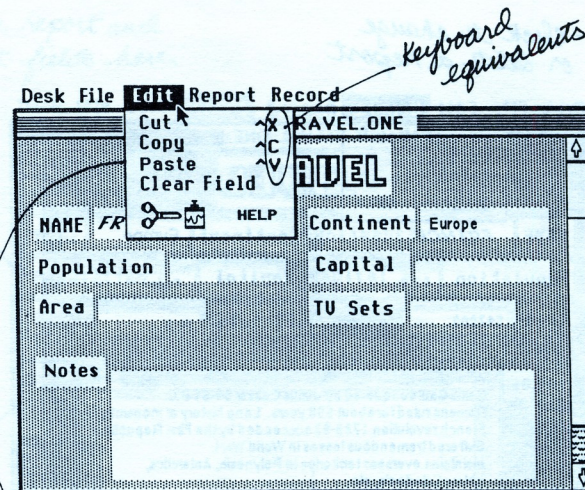 Keyboard
equivalents
Desk File Edit Report Record
Cut ^X
Copy ^C
Paste ^V
Clear Field
HELP
RAVEL.ONE
AVEL
NAME FR
Continent Europe
Population
Capital
Area
TV Sets
Notes